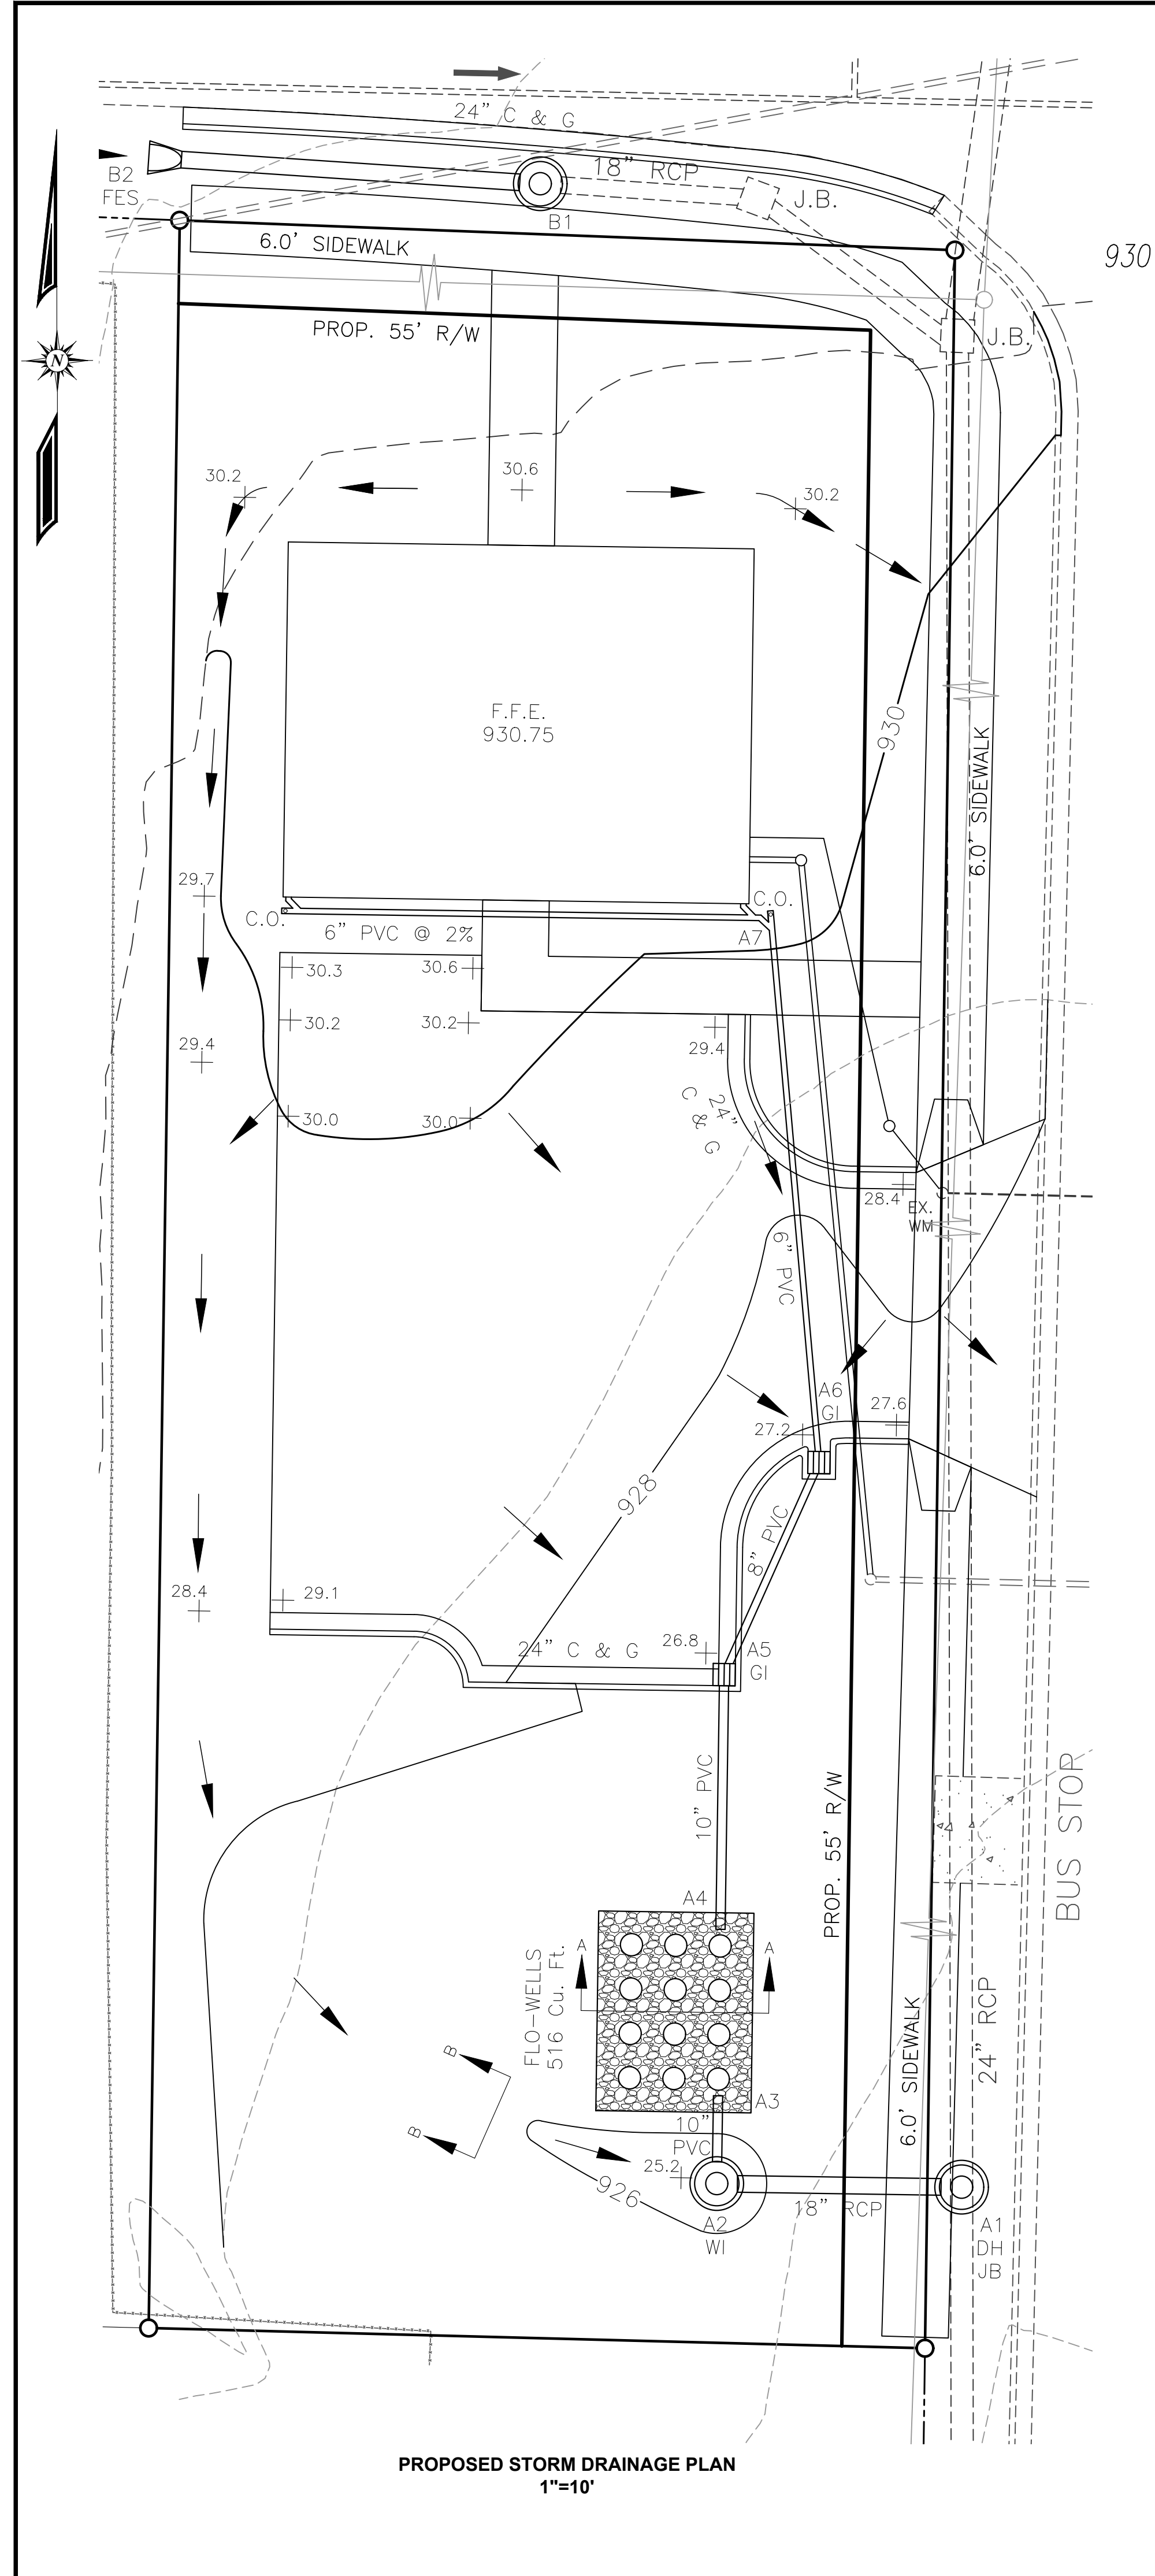 24" C & G
18" RCP
B2
FES
J.B.
B1
6.0' SIDEWALK
930
PROP. 55' R/W
J.B.
N
30.2
30.6
30.2
F.F.E.
930.75
930
6.0' SIDEWALK
29.7
C.O.
C.O.
6" PVC @ 2%
A7
30.3
30.6
30.2
30.2
29.4
29.4
24"
C & G
30.0
30.0
28.4
EX.
WM
6" PVC
A6
GI
27.6
27.2
928
8" PVC
28.4
29.1
24" C & G
26.8
A5
GI
10" PVC
PROP. 55' R/W
BUS STOP
A4
A
A
FLO-WELLS
516 Cu. Ft.
24" RCP
6.0' SIDEWALK
B
B
A3
10"
PVC
25.2
926
18" RCP
A2
WI
A1
DH
JB
PROPOSED STORM DRAINAGE PLAN
1"=10'